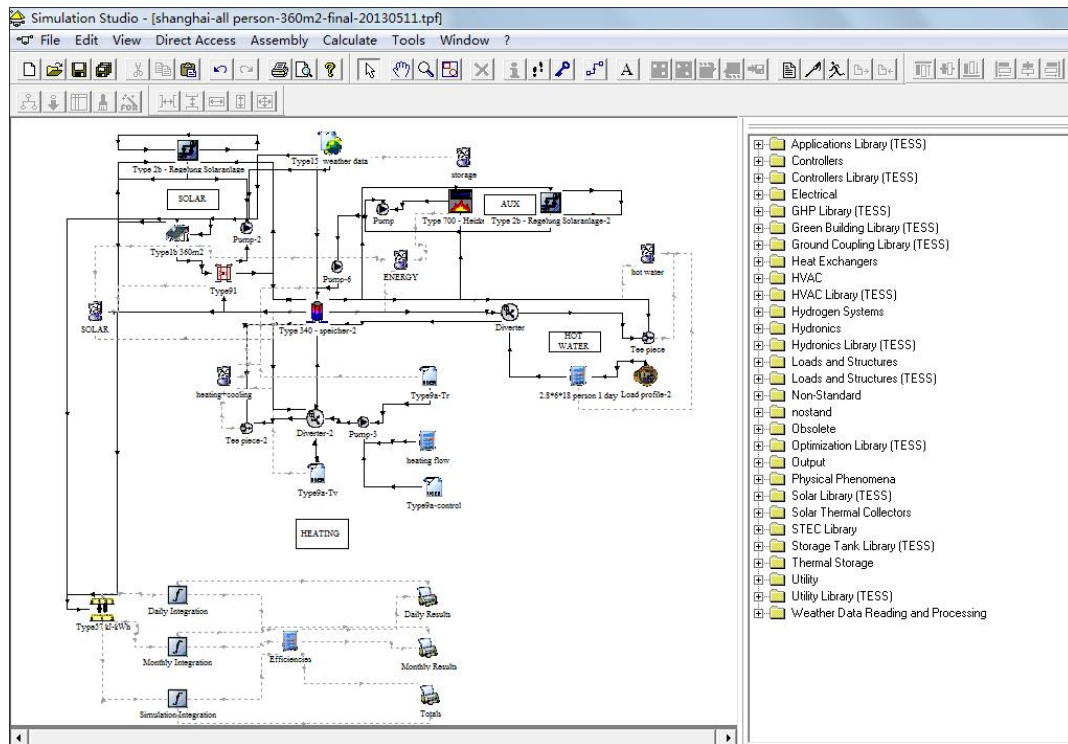 Simulation Studio - [shanghai-all person-360m2-final-20130511.tpf]
File Edit View Direct Access Assembly Calculate Tools Window ?
Type 2b - Regelung Solaranlage
weather data
storage
SOLAR
Pump-2
Type1b 360m2
Type91
Pump
Type 700 -
AUX
Type 2b - Regelung Solaranlage-2
Pump-6
ENERGY
hot water
SOLAR
Type 340 - speicher-2
Diverter
HOT
WATER
Tee piece
2.8*6*18 person 1 day
Load profile-2
heating+cooling
Type9a-Tr
Tee piece-2
Diverter-2
Pump-3
heating flow
Type9a-Tv
Type9a-control
HEATING
Daily Integration
Daily Results
Monthly Integration
Efficiencies
Monthly Results
Simulation Integration
Totals
Applications Library (TESS)
Controllers
Controllers Library (TESS)
Electrical
GHP Library (TESS)
Green Building Library (TESS)
Ground Coupling Library (TESS)
Heat Exchangers
HVAC
HVAC Library (TESS)
Hydrogen Systems
Hydronics
Hydronics Library (TESS)
Loads and Structures
Loads and Structures (TESS)
Non-Standard
nostand
Obsolete
Optimization Library (TESS)
Output
Physical Phenomena
Solar Library (TESS)
Solar Thermal Collectors
STEC Library
Storage Tank Library (TESS)
Thermal Storage
Utility
Utility Library (TESS)
Weather Data Reading and Processing